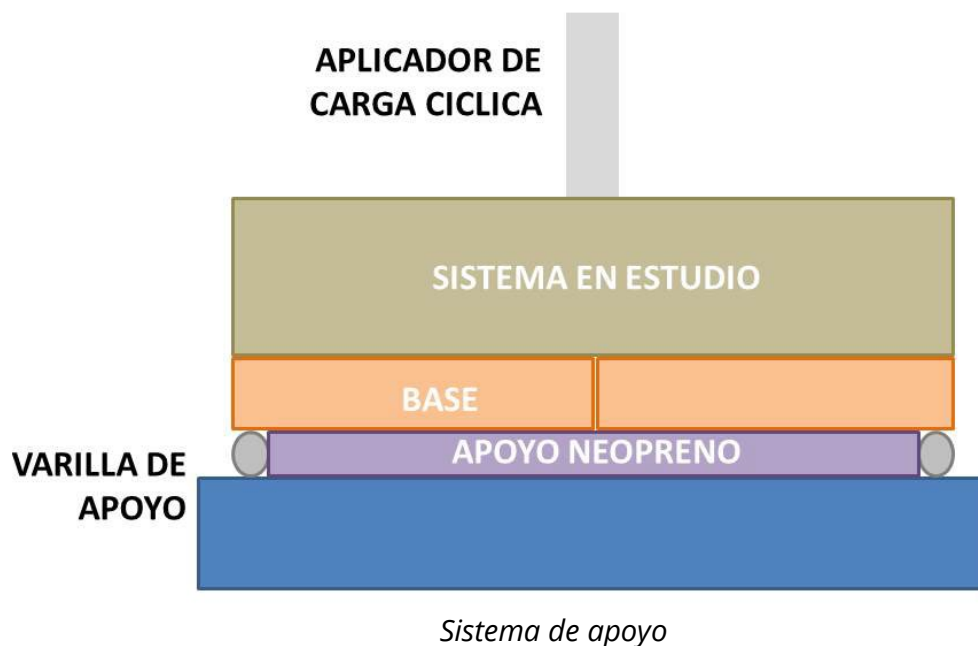 APLICADOR DE
CARGA CICLICA
SISTEMA EN ESTUDIO
BASE
APOYO NEOPRENO
VARILLA DE
APOYO
Sistema de apoyo